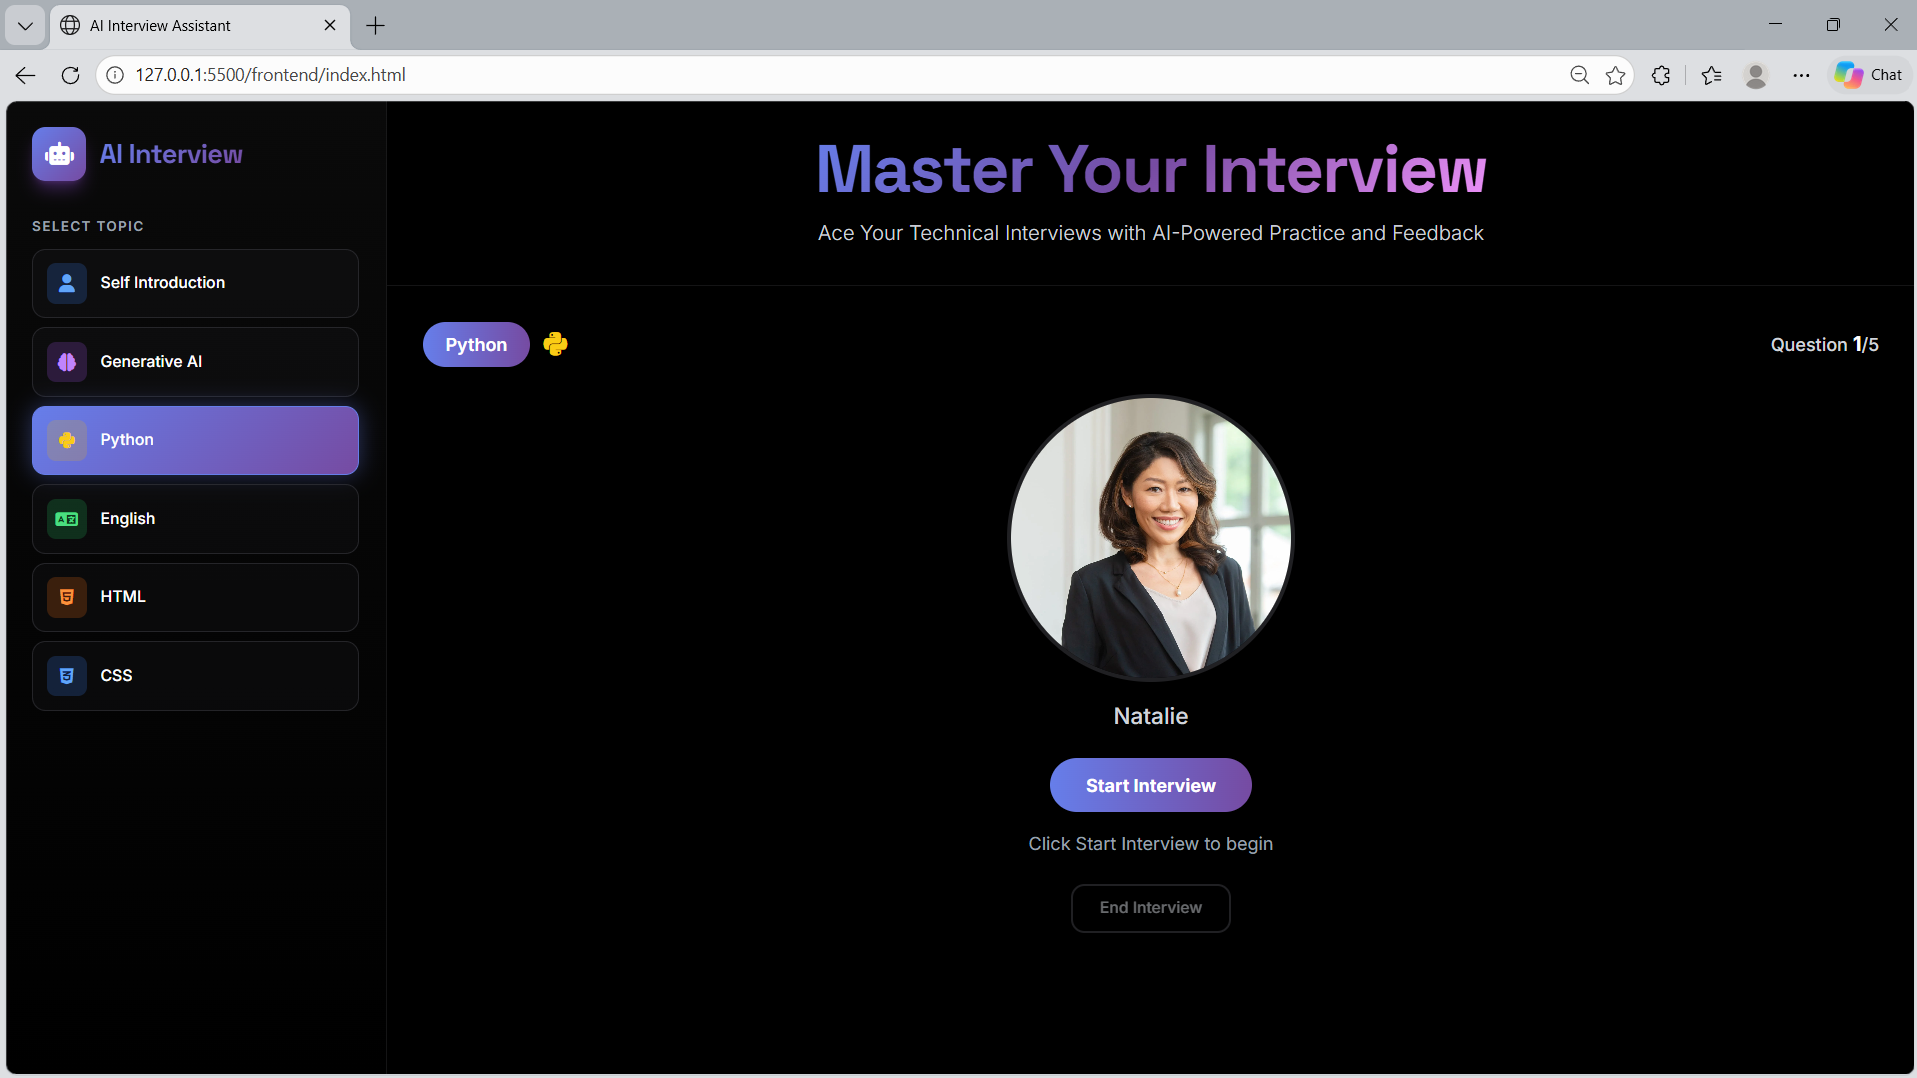 AI Interview Assistant
127.0.0.1:5500/frontend/index.html
Chat
AI Interview
SELECT TOPIC
Self Introduction
Generative AI
Python
English
HTML
CSS
Master Your Interview
Ace Your Technical Interviews with AI-Powered Practice and Feedback
Python
Question 1/5
Natalie
Start Interview
Click Start Interview to begin
End Interview